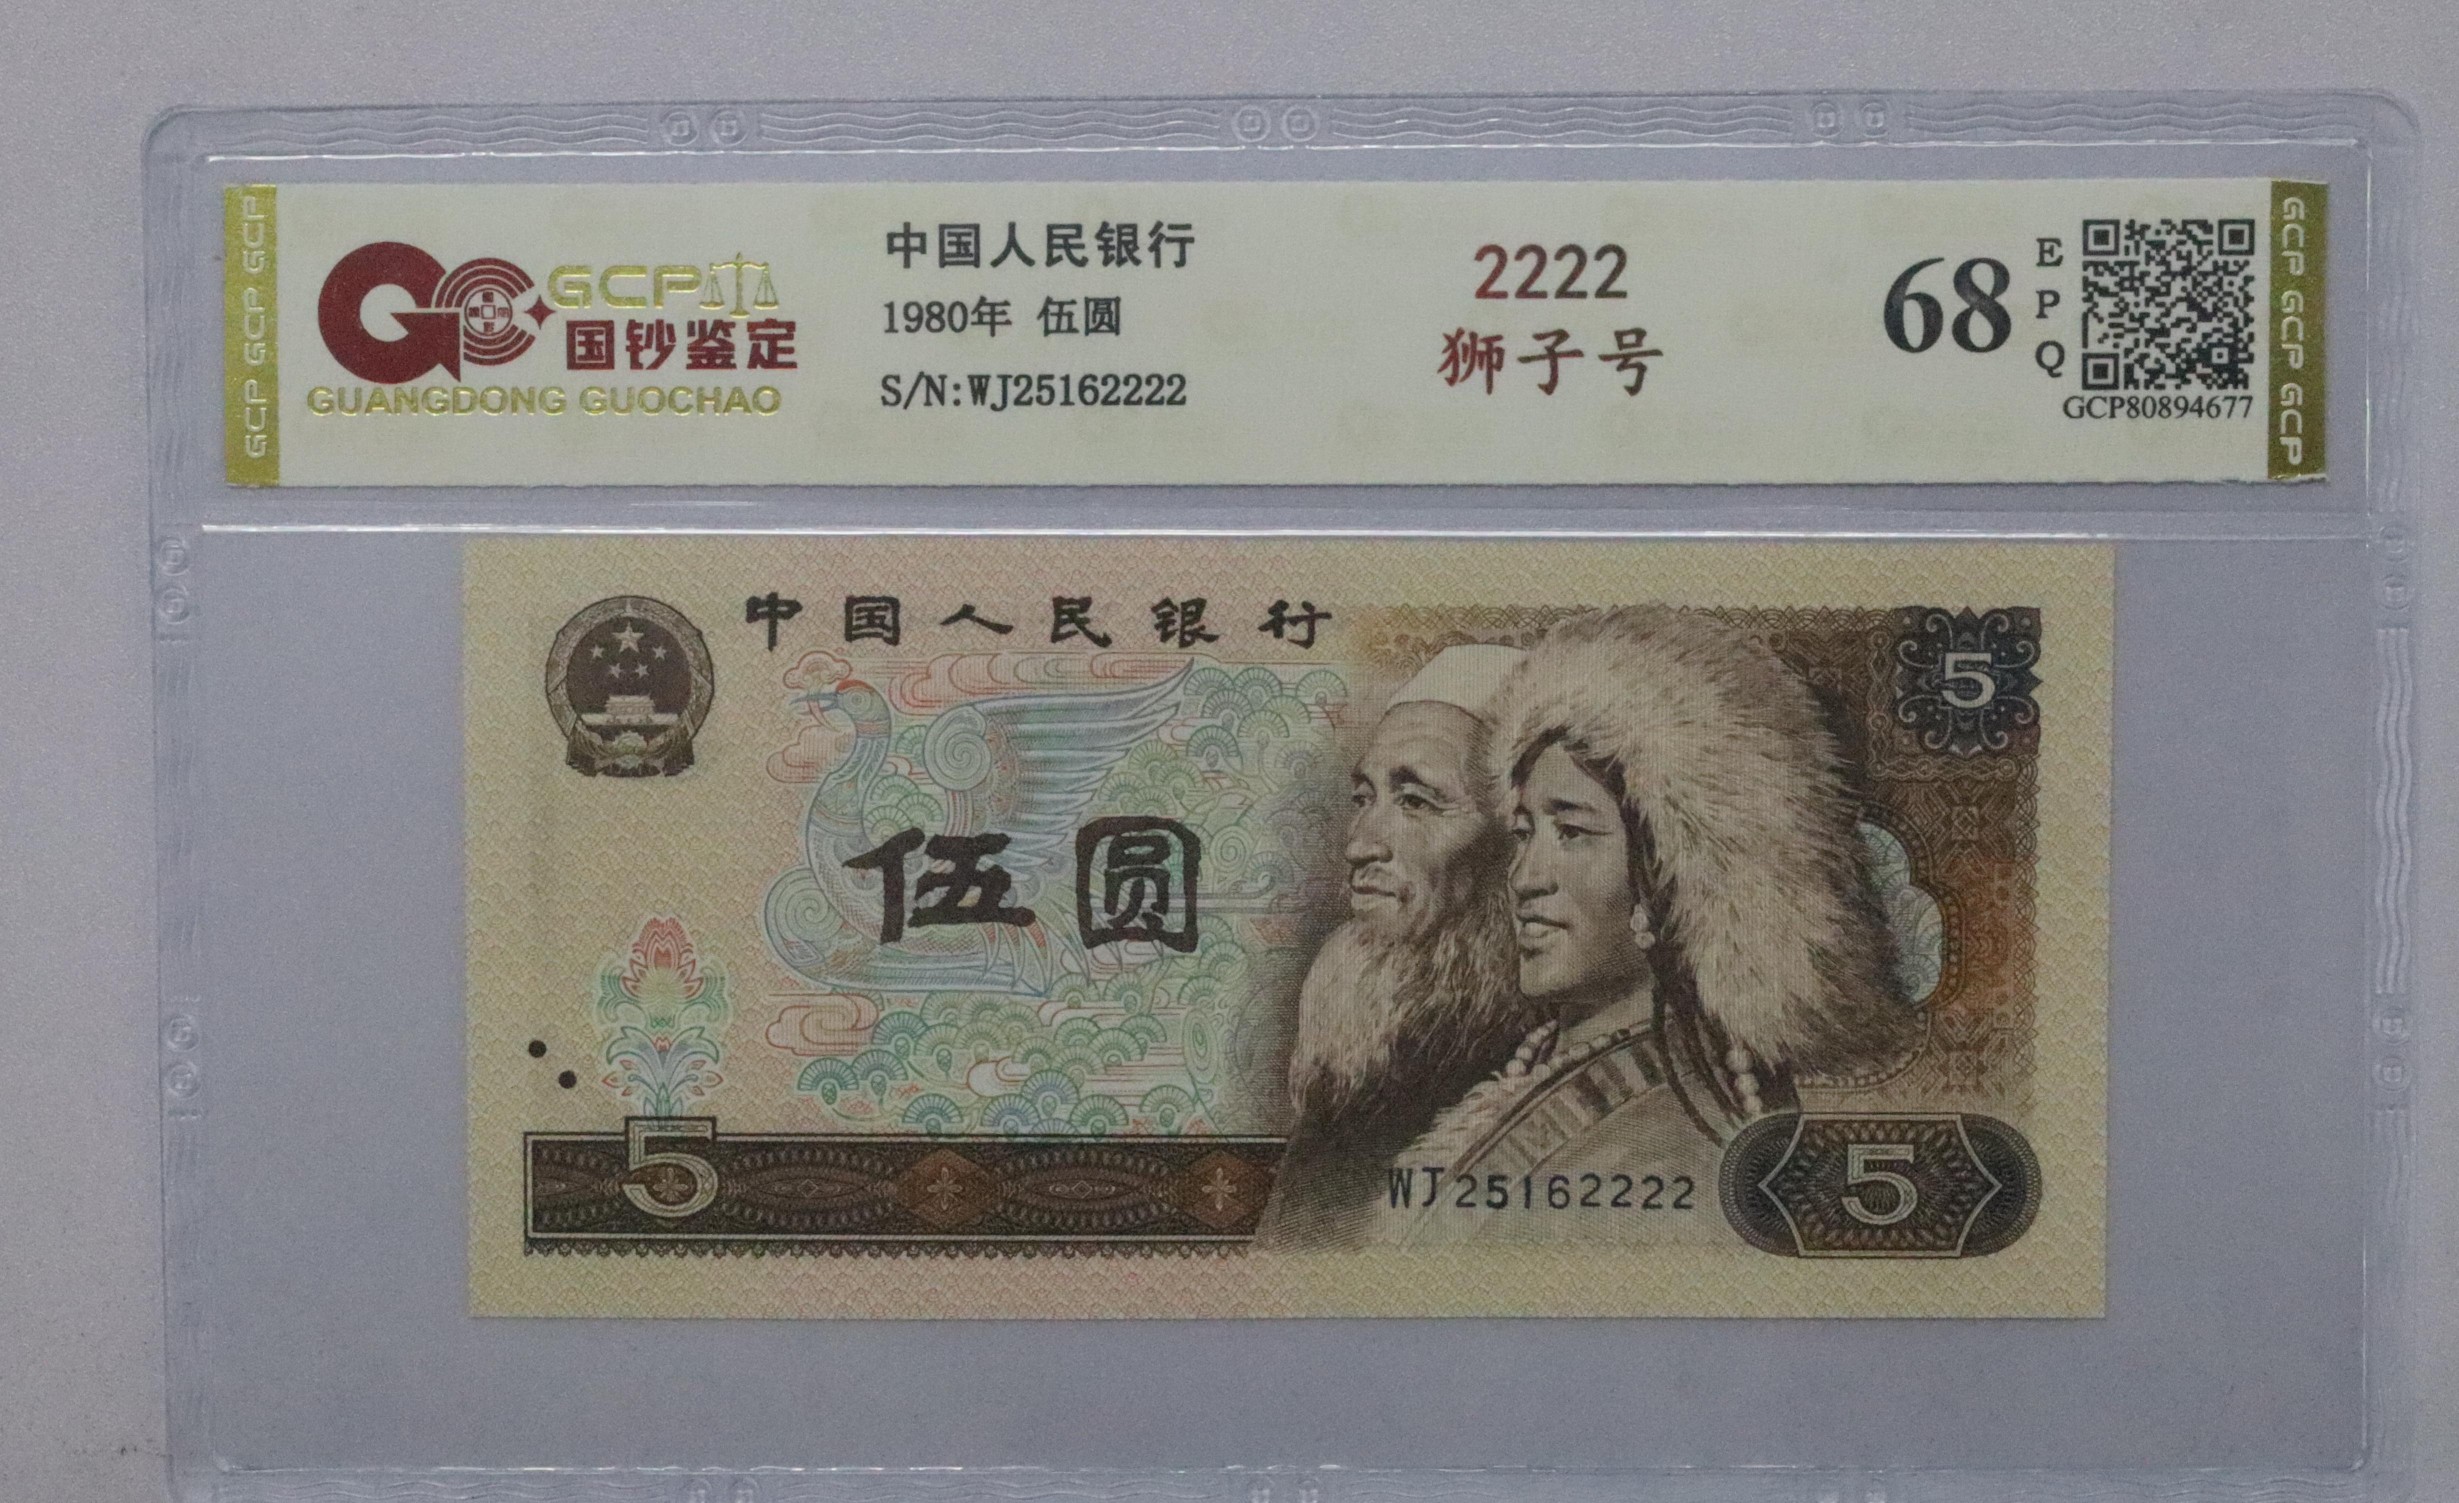 GCP GCP GCP
GCP
国钞鉴定
GUANGDONG GUOCHAO
中国人民银行
1980年 伍圆
S/N:WJ25162222
2222
狮子号
68
E
P
Q
GCP80894677
GCP GCP GCP
中国人民银行
5
伍圆
5
WJ25162222
5